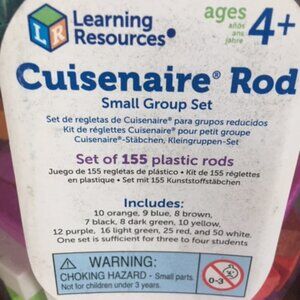 Learning
Resources®
ages
años
ans
jahre
4+
Cuisenaire® Rod
Small Group Set
Set de regletas de Cuisenaire® para grupos reducidos
Kit de réglettes Cuisenaire® pour petit groupe
Cuisenaire®-Stäbchen, Kleingruppen-Set
Set of 155 plastic rods
Juego de 155 regletas de plástico • Kit de 155 réglettes
en plastique • Set mit 155 Kunststoffstäbchen
Includes:
10 orange, 9 blue, 8 brown,
7 black, 8 dark green, 10 yellow,
12 purple, 16 light green, 25 red, and 50 white.
One set is sufficient for three to four students
WARNING:
CHOKING HAZARD - Small parts.
Not for children under 3 years.
0-3